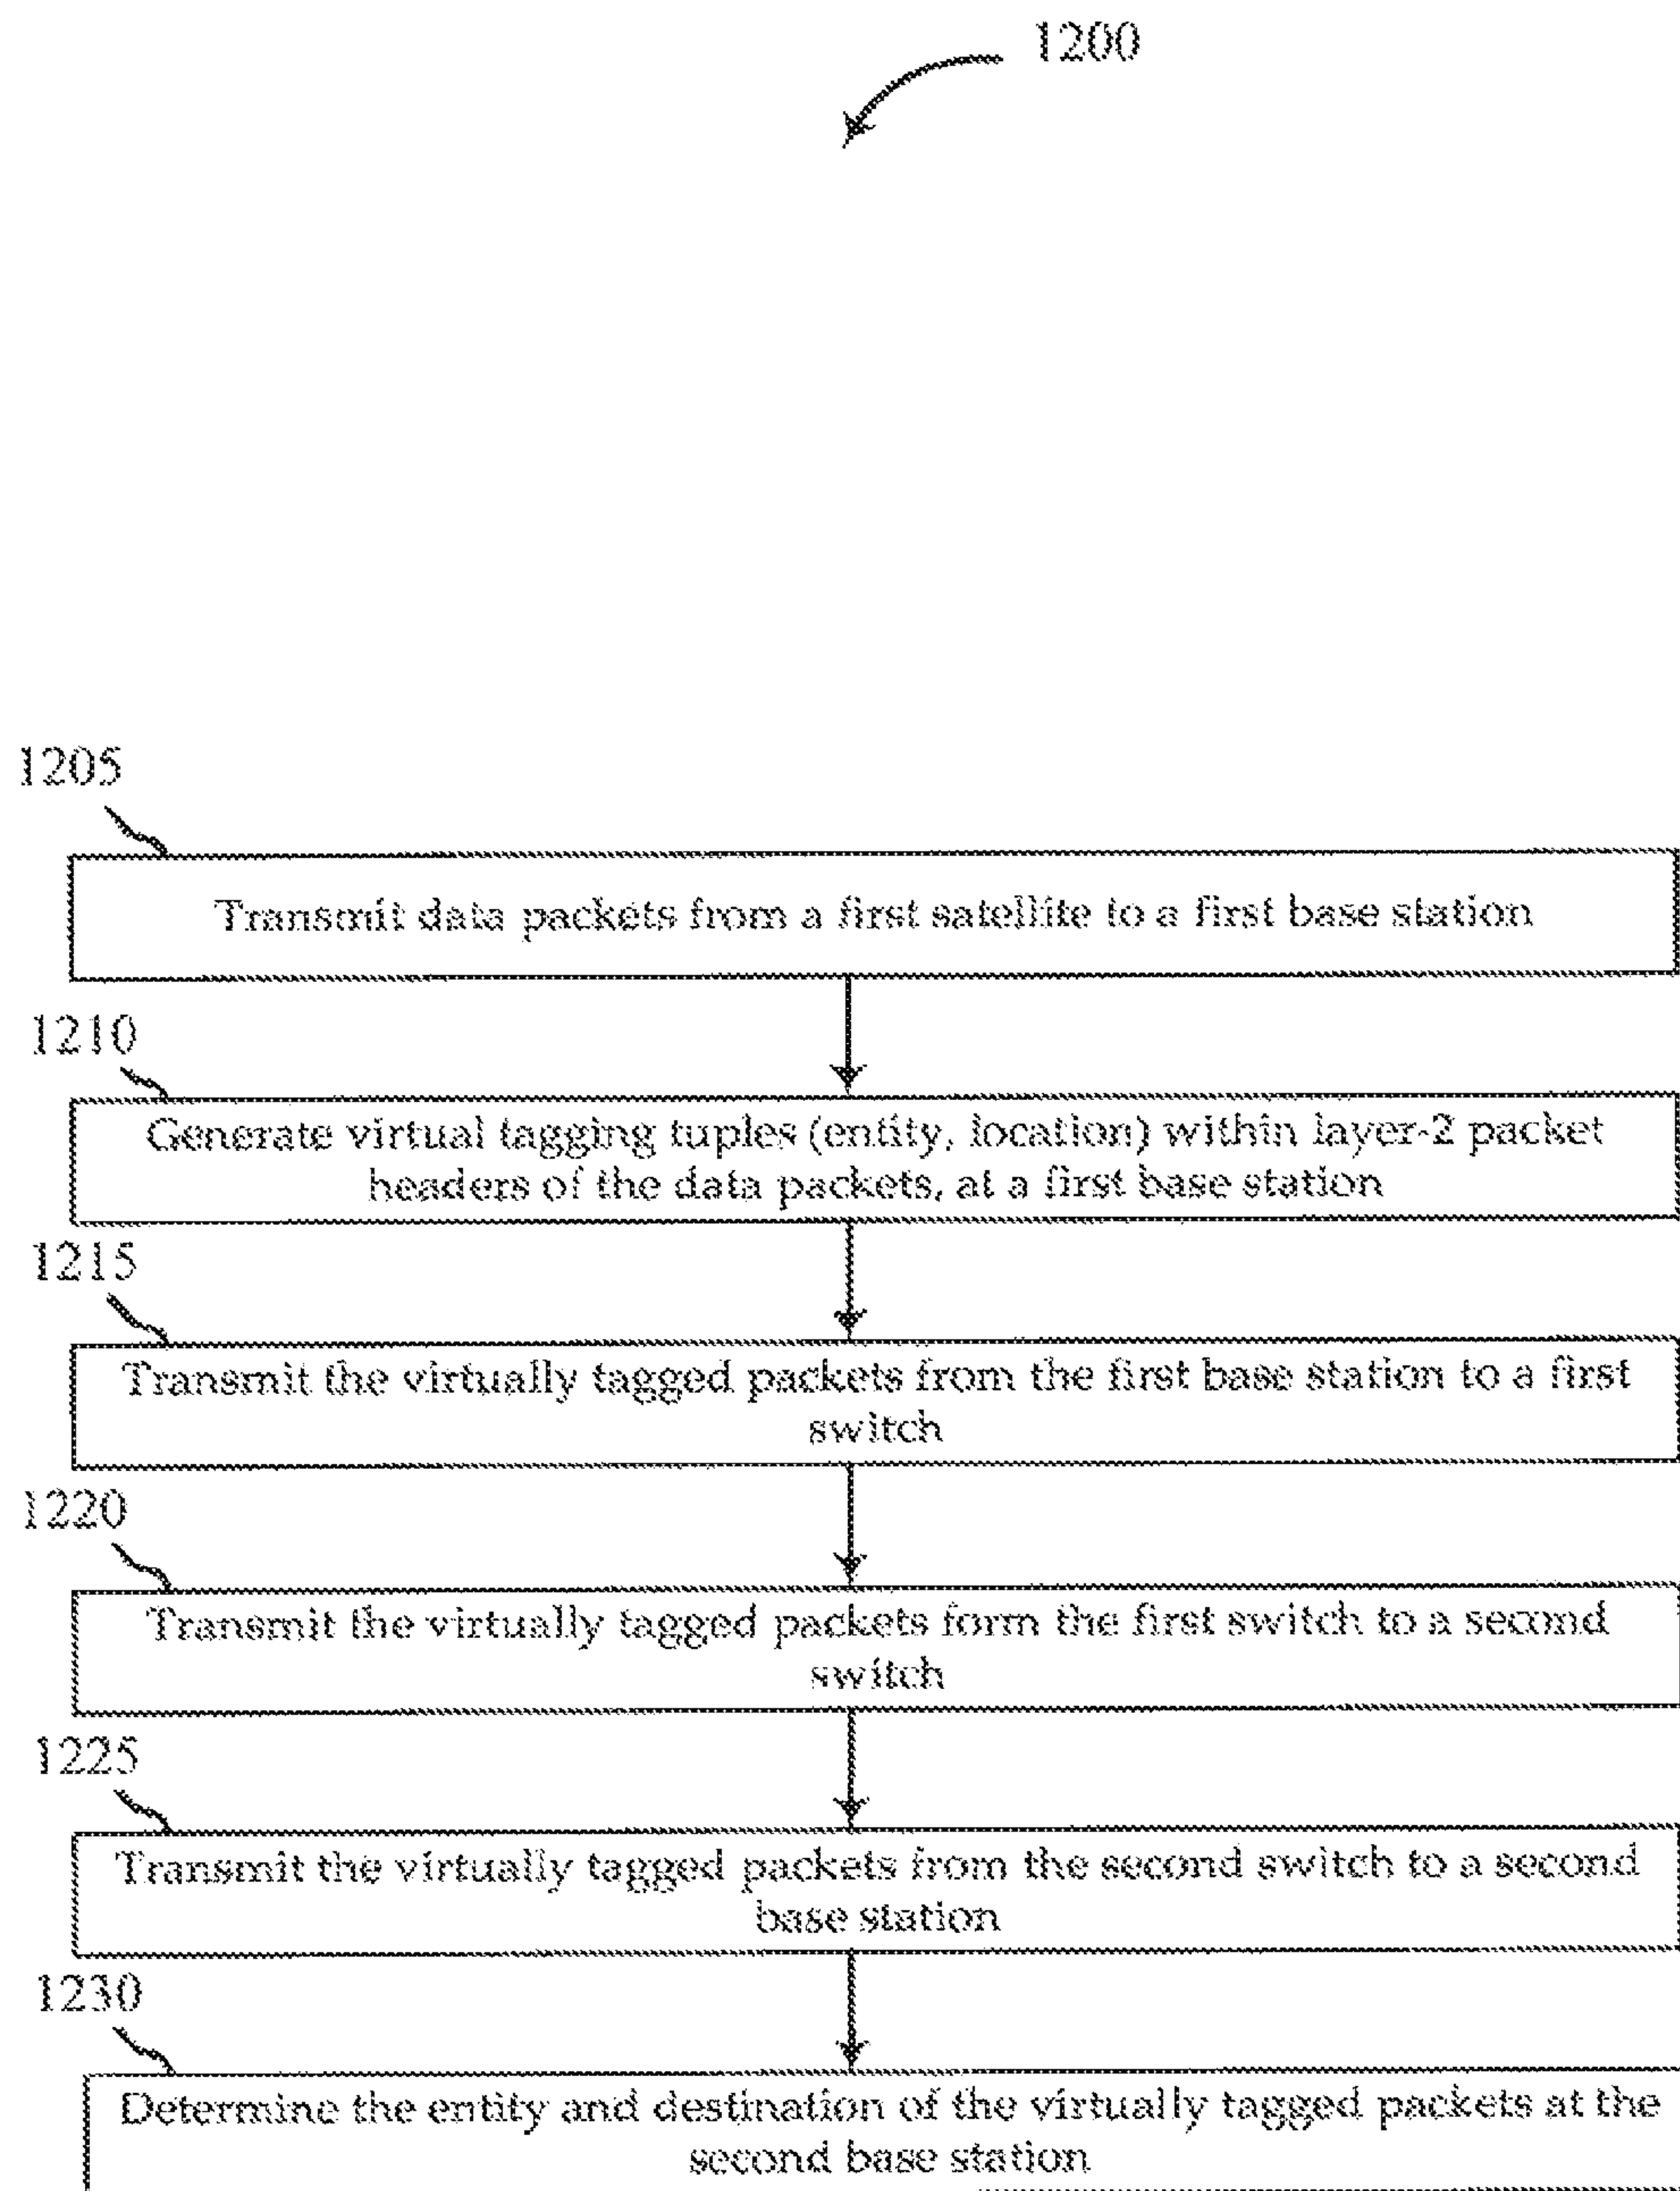 1200
1205
Transmit data packets from a first satellite to a first base station
1210
Generate virtual tagging tuples (entity, location) within layer-2 packet
headers of the data packets, at a first base station
1215
Transmit the virtually tagged packets from the first base station to a first
switch
1220
Transmit the virtually tagged packets form the first switch to a second
switch
1225
Transmit the virtually tagged packets from the second switch to a second
base station
1230
Determine the entity and destination of the virtually tagged packets at the
second base station